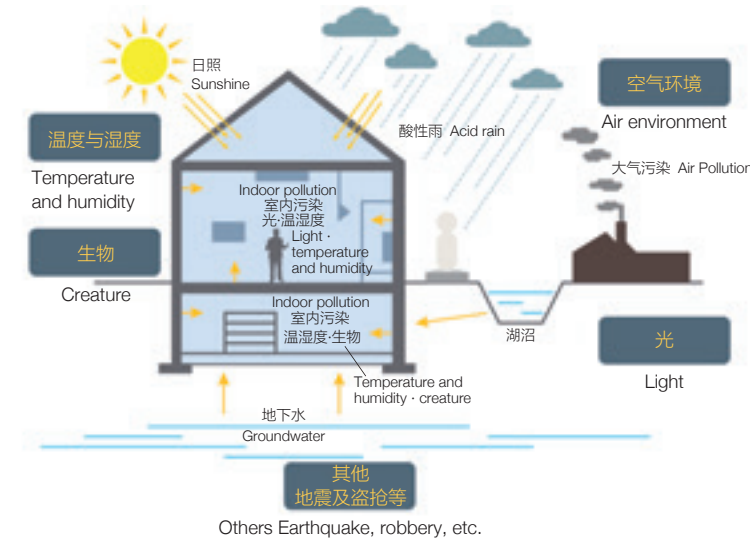 日照
Sunshine
空气环境
Air environment
酸性雨 Acid rain
温度与湿度
Temperature
and humidity
大气污染 Air Pollution
Indoor pollution
室内污染
光·温湿度
Light ·
temperature
and humidity
生物
Creature
Indoor pollution
室内污染
温湿度·生物
湖沼
光
Light
Temperature and
humidity · creature
地下水
Groundwater
其他
地震及盗抢等
Others Earthquake, robbery, etc.